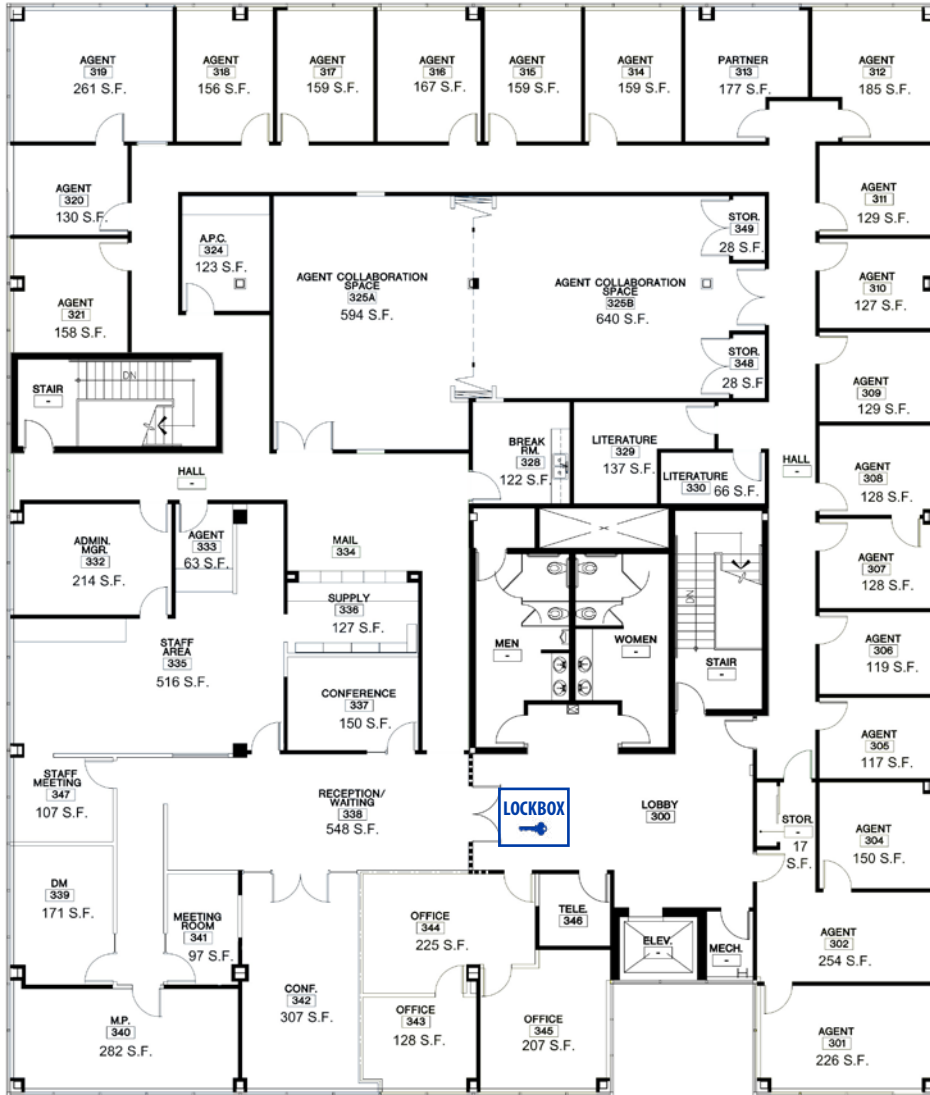 AGENT
319
261 S.F.
AGENT
318
156 S.F.
AGENT
317
159 S.F.
AGENT
316
167 S.F.
AGENT
315
159 S.F.
AGENT
314
159 S.F.
PARTNER
313
177 S.F.
AGENT
312
185 S.F.
AGENT
320
130 S.F.
A.P.C.
324
123 S.F.
AGENT COLLABORATION
SPACE
325A
594 S.F.
AGENT COLLABORATION
SPACE
325B
640 S.F.
STOR.
349
28 S.F.
AGENT
311
129 S.F.
AGENT
310
127 S.F.
AGENT
321
158 S.F.
STOR.
348
28 S.F
AGENT
309
129 S.F.
STAIR
-
DN
HALL
-
BREAK
RM.
328
122 S.F.
LITERATURE
329
137 S.F.
LITERATURE
330 66 S.F.
HALL
-
AGENT
308
128 S.F.
ADMIN.
MGR.
332
214 S.F.
AGENT
333
63 S.F.
MAIL
334
AGENT
307
128 S.F.
SUPPLY
336
127 S.F.
STAFF
AREA
335
516 S.F.
MEN
-
WOMEN
-
DN
STAIR
-
AGENT
306
119 S.F.
CONFERENCE
337
150 S.F.
AGENT
305
117 S.F.
STAFF
MEETING
347
107 S.F.
RECEPTION/
WAITING
338
548 S.F.
LOCKBOX
LOBBY
300
STOR.
-
17
S.F.
AGENT
304
150 S.F.
DM
339
171 S.F.
MEETING
ROOM
341
97 S.F.
OFFICE
344
225 S.F.
TELE.
346
ELEV.
-
MECH.
-
AGENT
302
254 S.F.
M.P.
340
282 S.F.
CONF.
342
307 S.F.
OFFICE
343
128 S.F.
OFFICE
345
207 S.F.
AGENT
301
226 S.F.